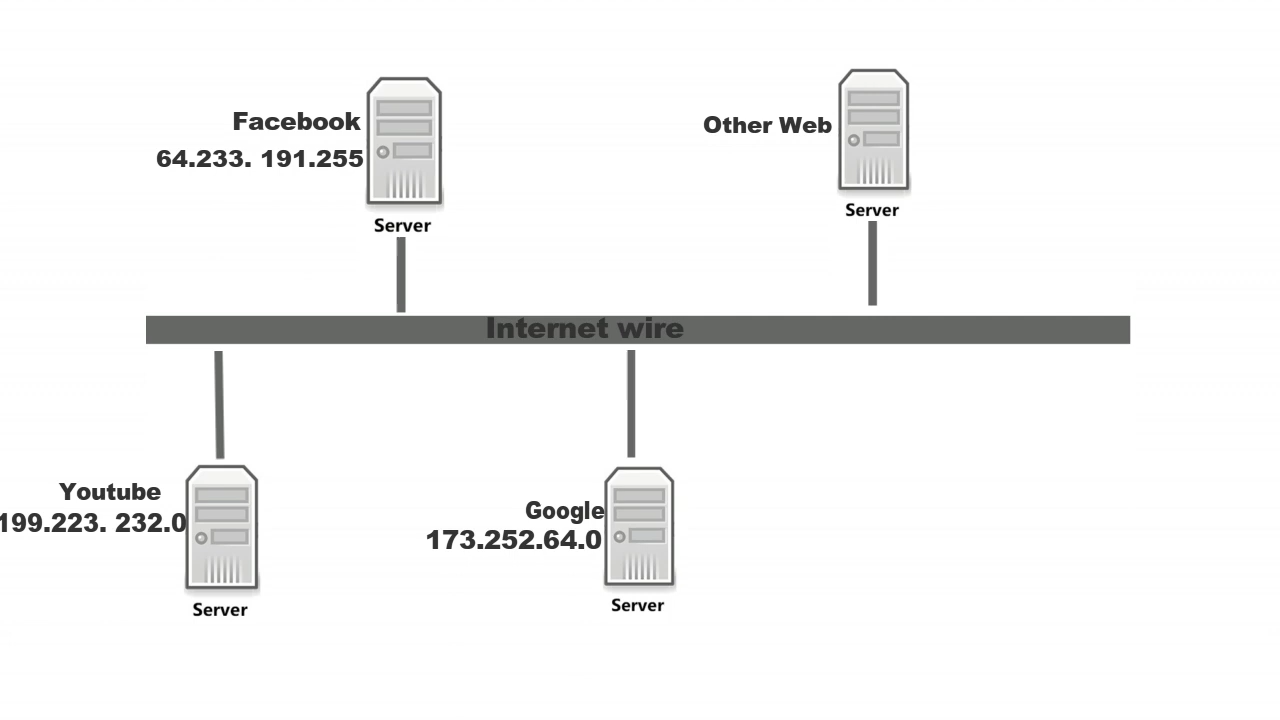 Facebook
64.233. 191.255
Server
Other Web
Server
Internet wire
Youtube
199.223. 232.0
Server
Google
173.252.64.0
Server